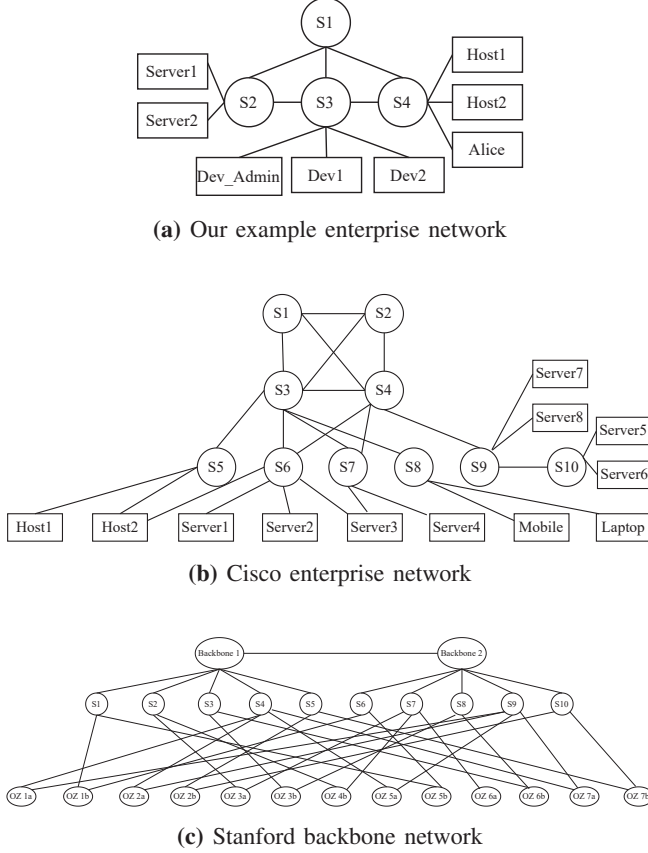 S1
Server1
Host1
S2
S3
S4
Host2
Server2
Alice
Dev_Admin
Dev1
Dev2
(a) Our example enterprise network
S1
S2
S3
S4
Server7
Server8
Server5
S5
S6
S7
S8
S9
S10
Server6
Host1
Host2
Server1
Server2
Server3
Server4
Mobile
Laptop
(b) Cisco enterprise network
Backbone 1
Backbone 2
S1
S2
S3
S4
S5
S6
S7
S8
S9
S10
OZ 1a
OZ 1b
OZ 2a
OZ 2b
OZ 3a
OZ 3b
OZ 4b
OZ 5a
OZ 5b
OZ 6a
OZ 6b
OZ 7a
OZ 7b
(c) Stanford backbone network